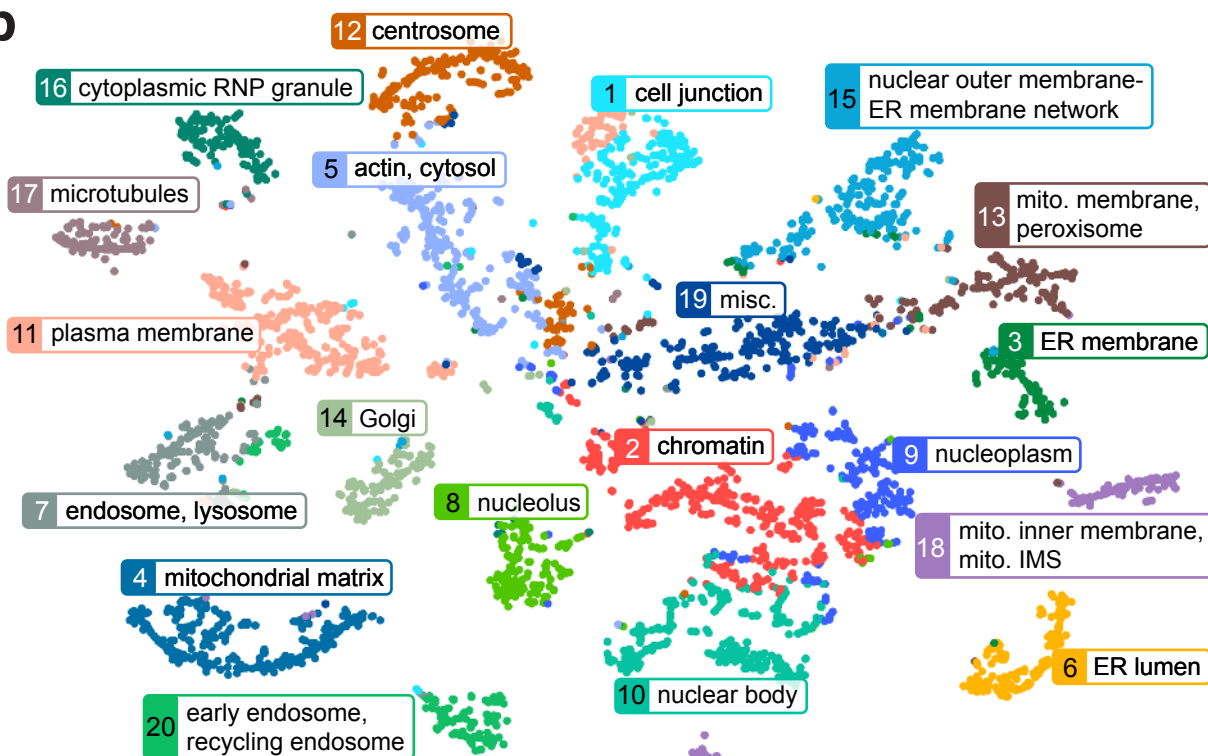 b
12 centrosome
16 cytoplasmic RNP granule
1 cell junction
15 nuclear outer membrane-
ER membrane network
5 actin, cytosol
17 microtubules
13 mito. membrane,
peroxisome
19 misc.
11 plasma membrane
3 ER membrane
14 Golgi
2 chromatin
9 nucleoplasm
7 endosome, lysosome
8 nucleolus
18 mito. inner membrane,
mito. IMS
4 mitochondrial matrix
6 ER lumen
10 nuclear body
20 early endosome,
recycling endosome